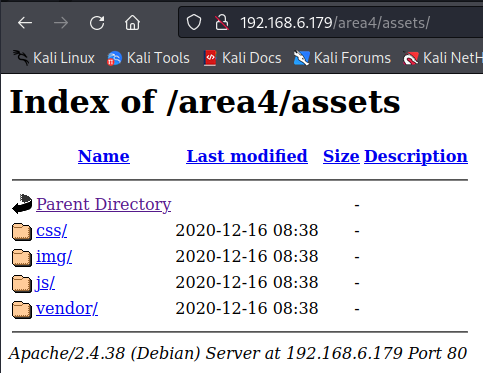 192.168.6.179/area4/assets/
Kali Linux Kali Tools Kali Docs Kali Forums Kali NetH
Index of /area4/assets
Name Last modified Size Description
Parent Directory -
css/ 2020-12-16 08:38 -
img/ 2020-12-16 08:38 -
js/ 2020-12-16 08:38 -
vendor/ 2020-12-16 08:38 -
Apache/2.4.38 (Debian) Server at 192.168.6.179 Port 80